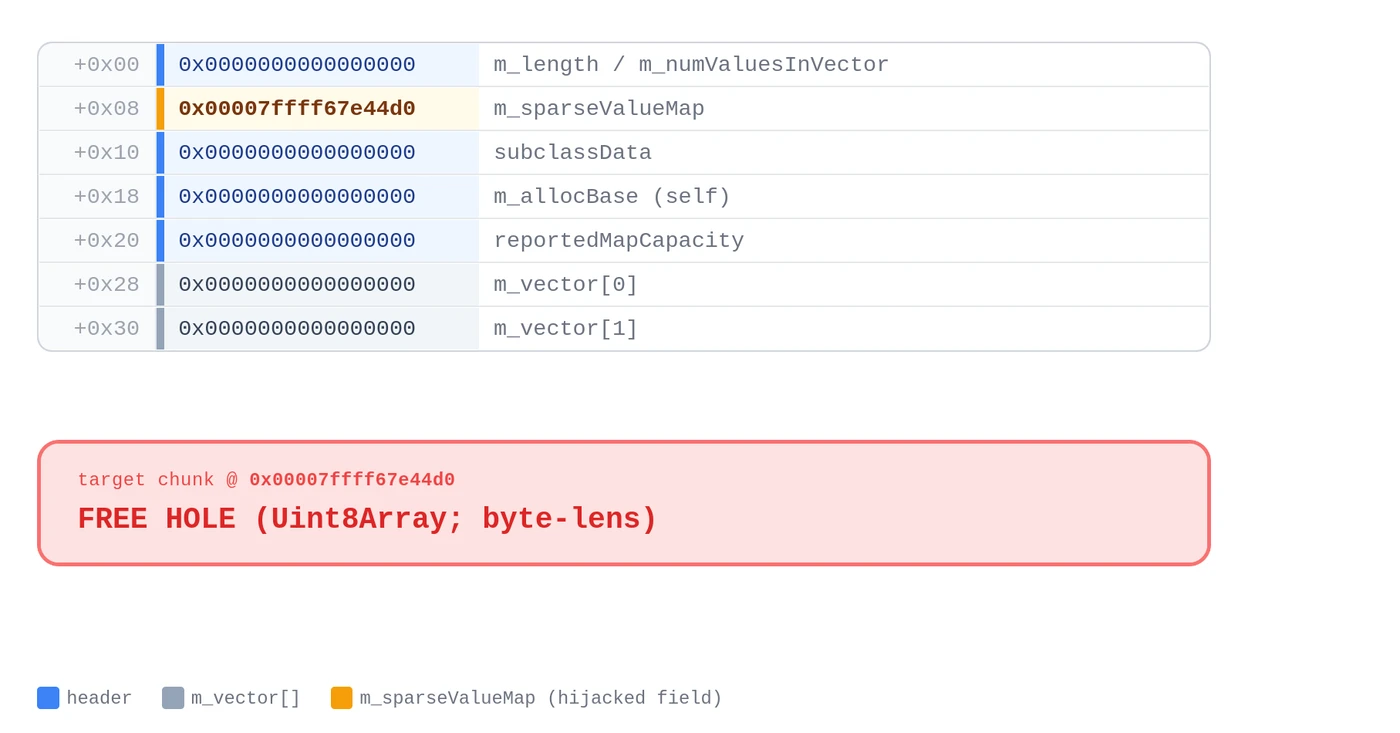 +0x00 0x0000000000000000 m_length / m_numValuesInVector
+0x08 0x00007ffff67e44d0 m_sparseValueMap
+0x10 0x0000000000000000 subclassData
+0x18 0x0000000000000000 m_allocBase (self)
+0x20 0x0000000000000000 reportedMapCapacity
+0x28 0x0000000000000000 m_vector[0]
+0x30 0x0000000000000000 m_vector[1]
target chunk @ 0x00007ffff67e44d0
FREE HOLE (Uint8Array; byte-lens)
header m_vector[] m_sparseValueMap (hijacked field)